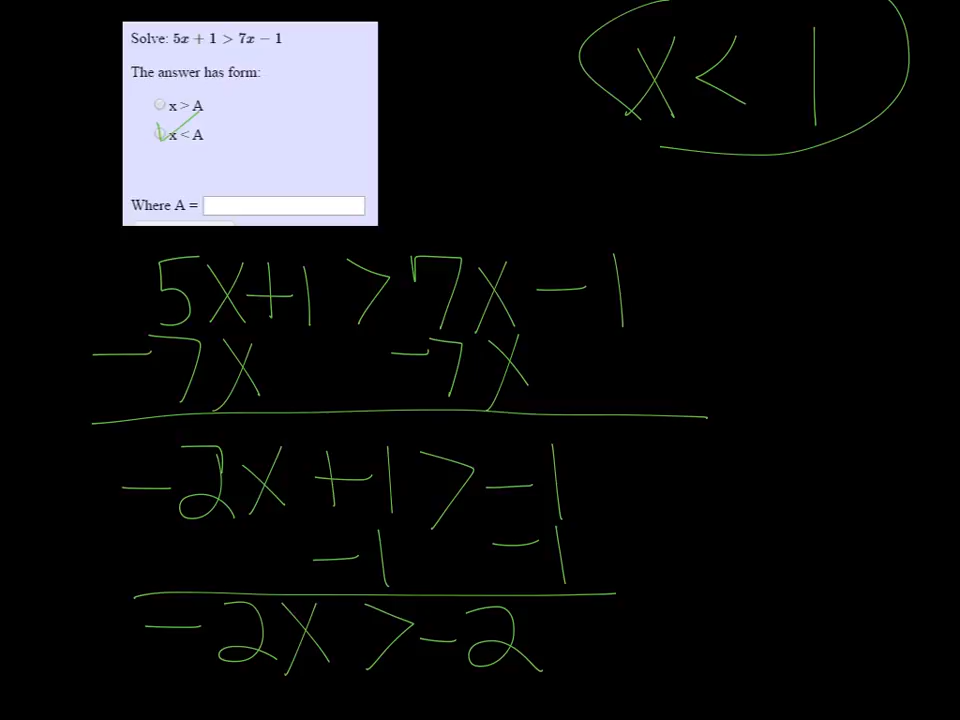 Solve: 5x + 1 > 7x − 1
The answer has form:
x > A
x < A
Where A =
x < 1
5x+1 > 7x − 1
−7x −7x
−2x + 1 > −1
−1 −1
−2x > −2